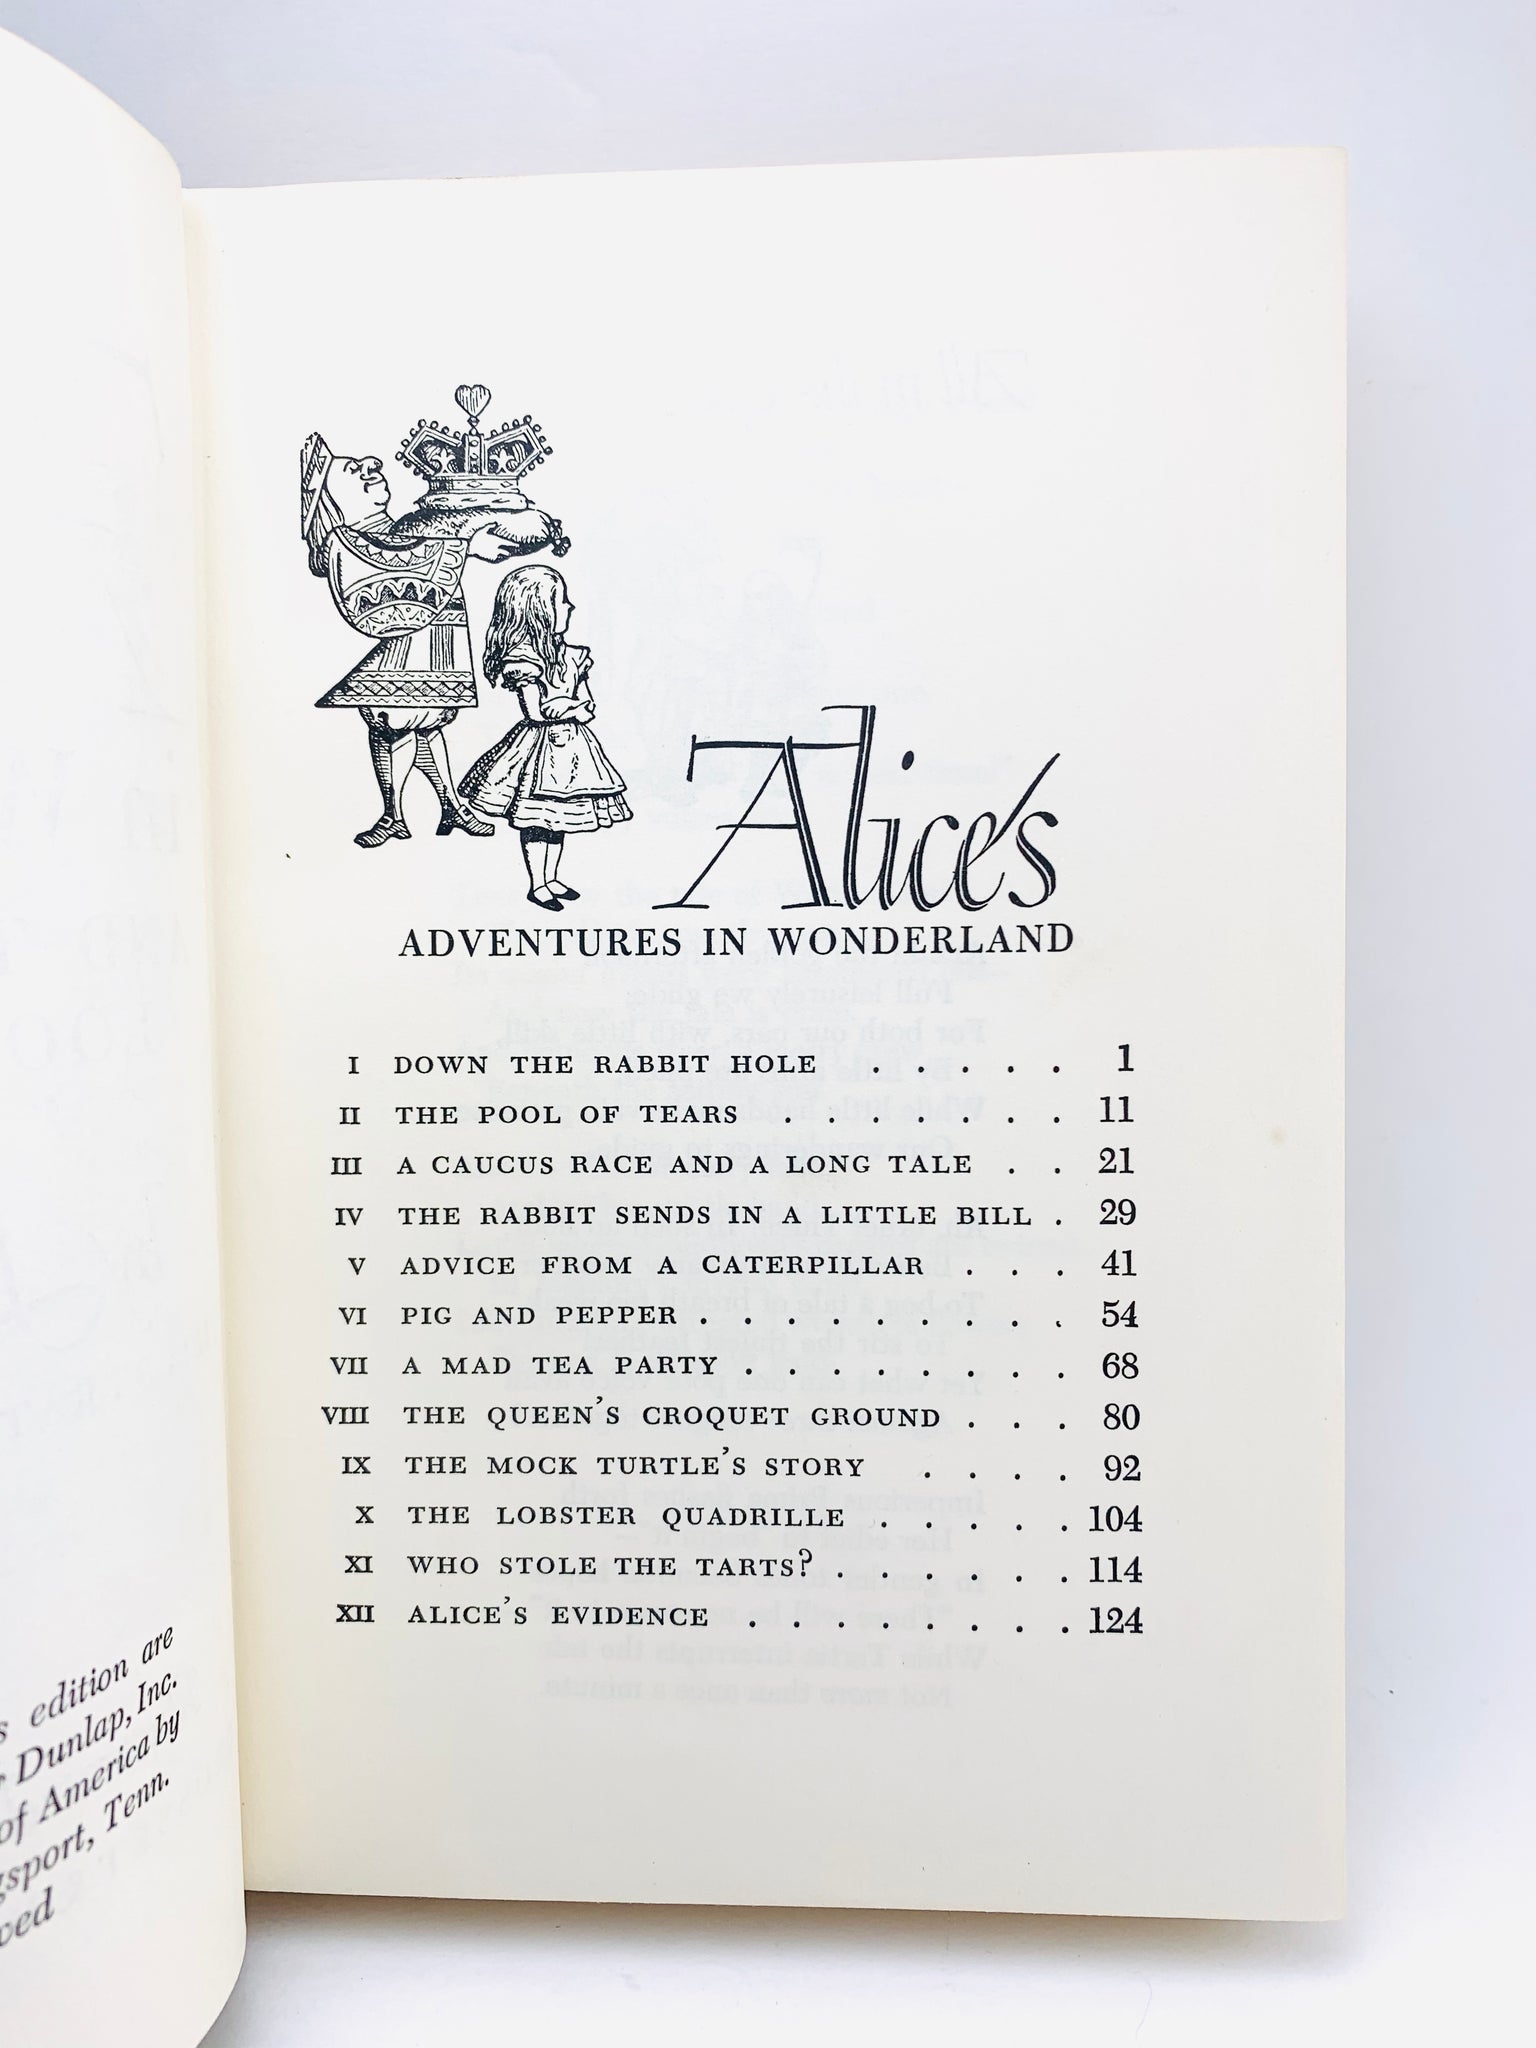 Alice's
ADVENTURES IN WONDERLAND
I DOWN THE RABBIT HOLE . . . . . 1
II THE POOL OF TEARS . . . . . . . 11
III A CAUCUS RACE AND A LONG TALE . . 21
IV THE RABBIT SENDS IN A LITTLE BILL . 29
V ADVICE FROM A CATERPILLAR . . . 41
VI PIG AND PEPPER . . . . . . . . . 54
VII A MAD TEA PARTY . . . . . . . . 68
VIII THE QUEEN'S CROQUET GROUND . . . 80
IX THE MOCK TURTLE'S STORY . . . . 92
X THE LOBSTER QUADRILLE . . . . . 104
XI WHO STOLE THE TARTS? . . . . . . 114
XII ALICE'S EVIDENCE . . . . . . . . 124
edition are
Dunlap, Inc.
of America by
Tenn.